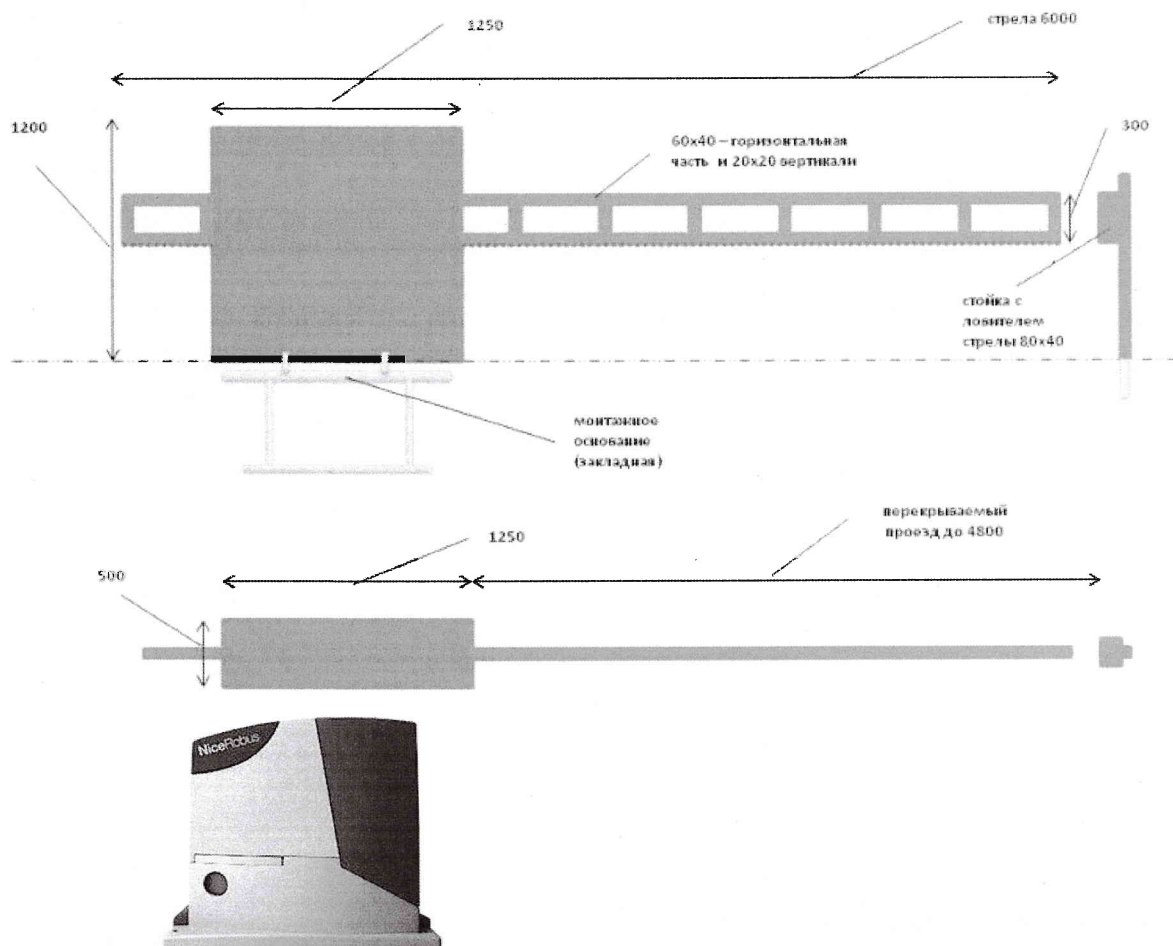 1250
стрела 6000
1200
60х40 – горизонтальная
часть и 20х20 вертикали
300
стойка с
ловителем
стрелы 80х40
монтажное
основание
(закладная)
перекрываемый
проезд до 4800
1250
500
NiceRobus